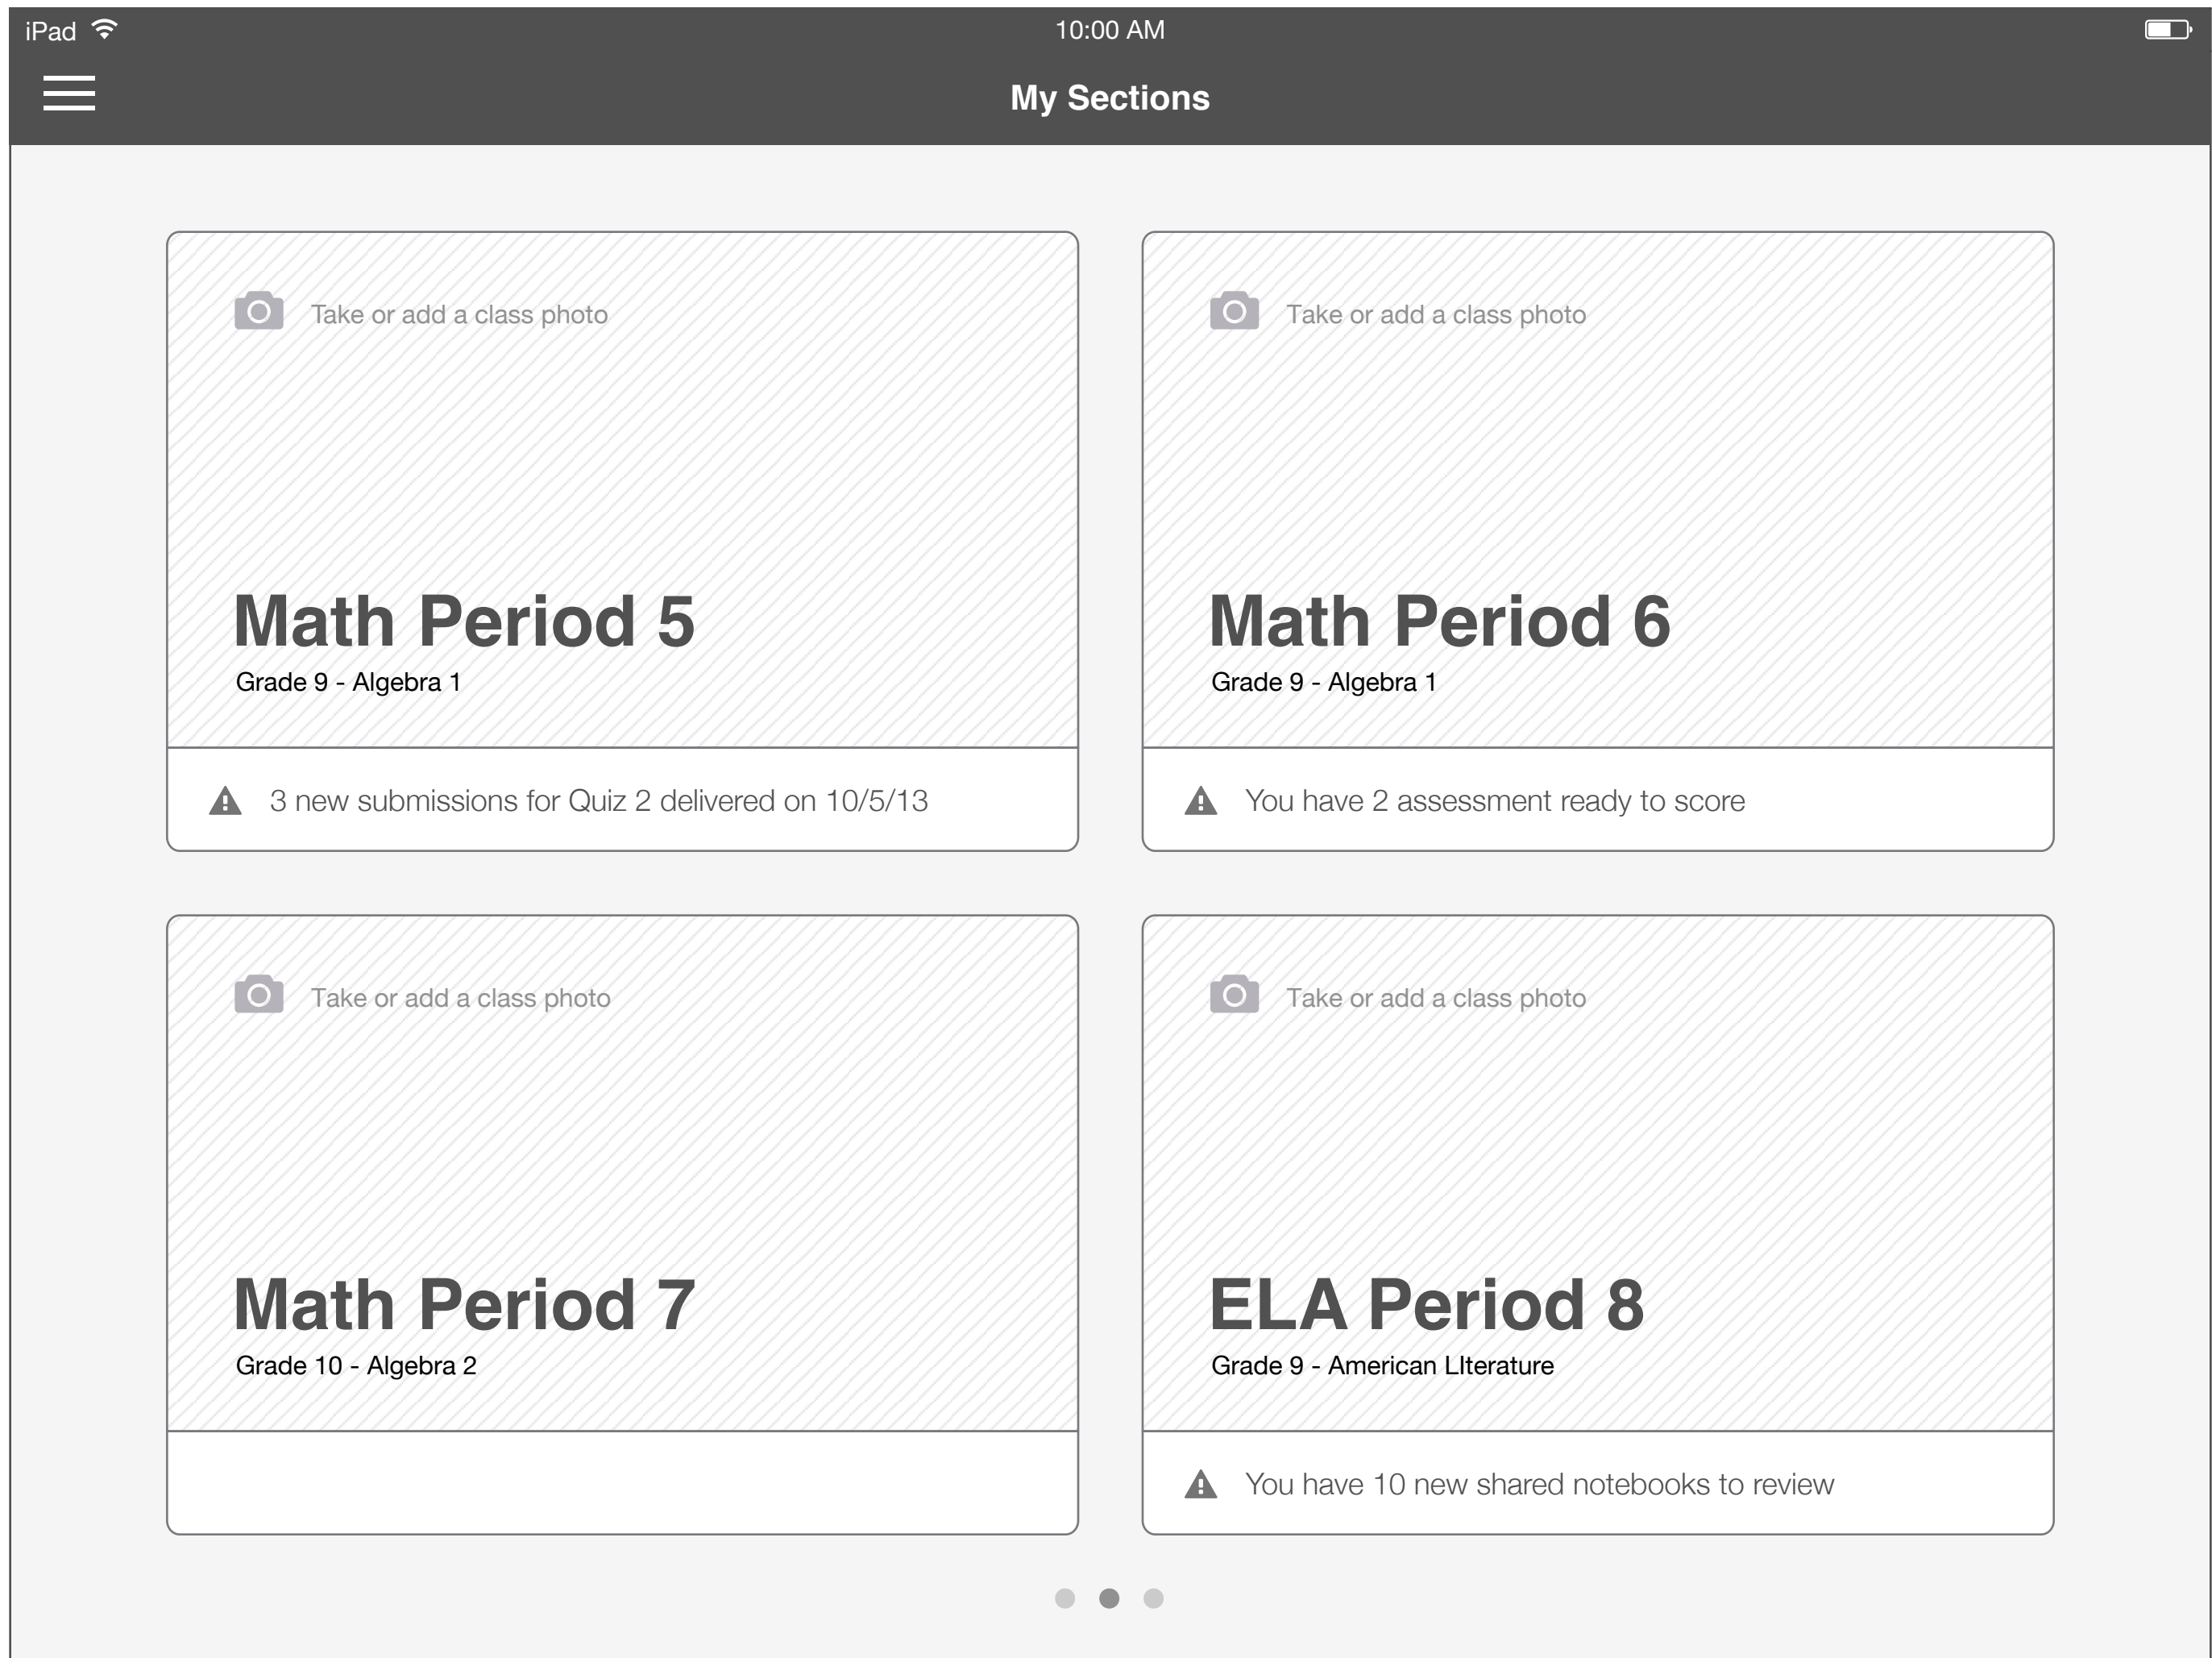 iPad
10:00 AM
My Sections
Take or add a class photo
Math Period 5
Grade 9 - Algebra 1
3 new submissions for Quiz 2 delivered on 10/5/13
Take or add a class photo
Math Period 6
Grade 9 - Algebra 1
You have 2 assessment ready to score
Take or add a class photo
Math Period 7
Grade 10 - Algebra 2
Take or add a class photo
ELA Period 8
Grade 9 - American LIterature
You have 10 new shared notebooks to review